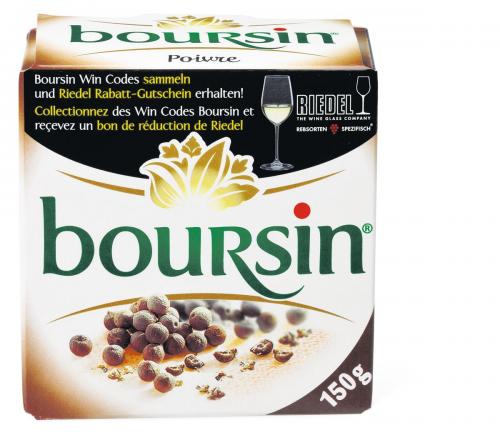 boursin®
Poivre
Boursin Win Codes sammeln
und Riedel Rabatt-Gutschein erhalten!
Collectionnez des Win Codes Boursin et
reçevez un bon de réduction de Riedel
RIEDEL
THE WINE GLASS COMPANY
REBSORTEN SPEZIFISCH®
boursin®
150g